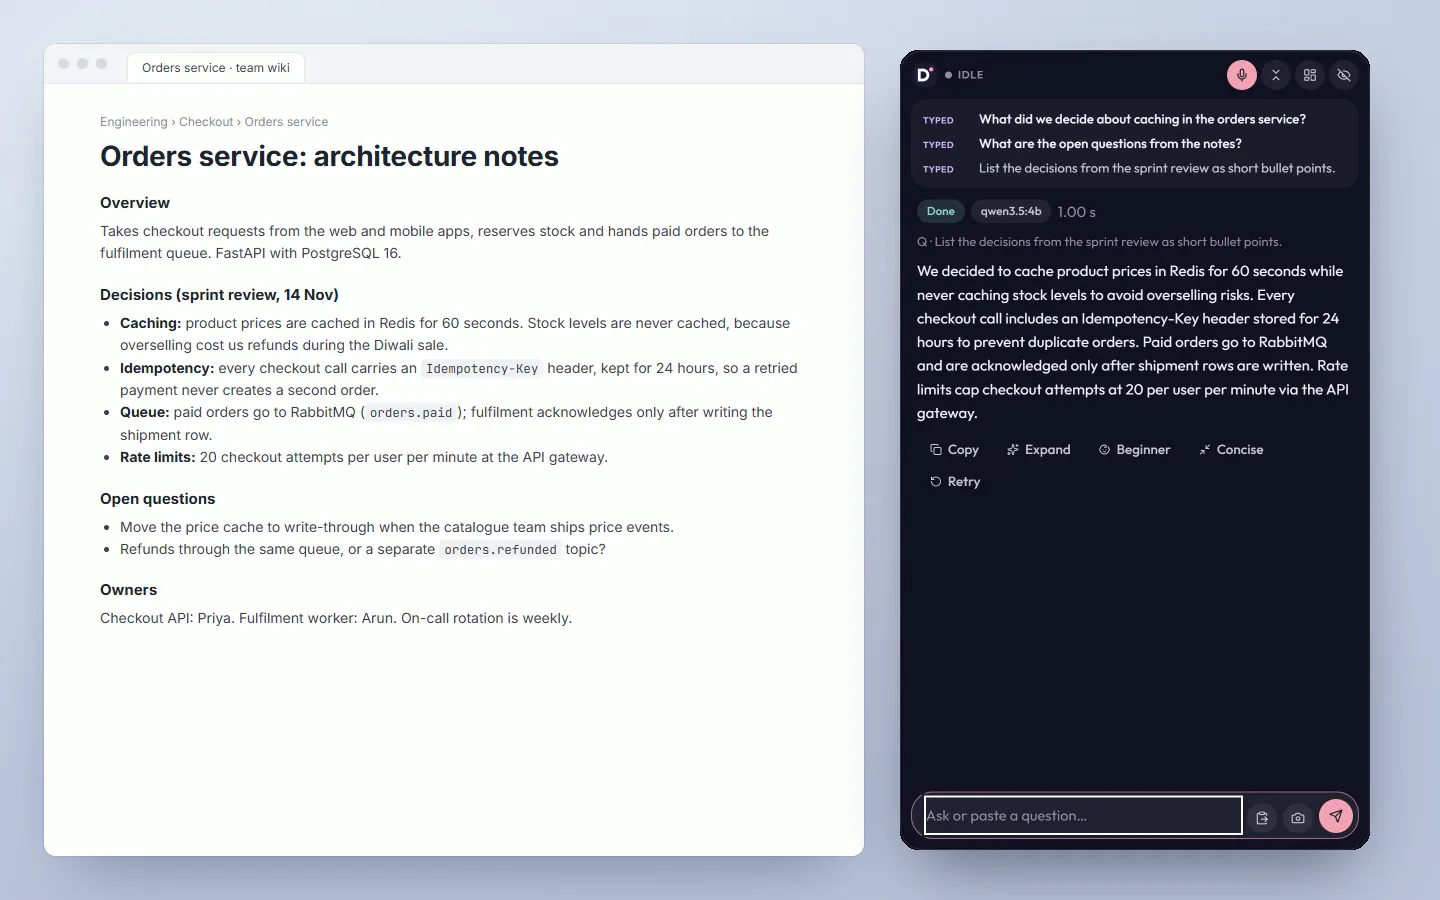 Orders service · team wiki
Engineering › Checkout › Orders service
Orders service: architecture notes
Overview
Takes checkout requests from the web and mobile apps, reserves stock and hands paid orders to the
fulfilment queue. FastAPI with PostgreSQL 16.
Decisions (sprint review, 14 Nov)
• Caching: product prices are cached in Redis for 60 seconds. Stock levels are never cached, because
overselling cost us refunds during the Diwali sale.
• Idempotency: every checkout call carries an Idempotency-Key header, kept for 24 hours, so a retried
payment never creates a second order.
• Queue: paid orders go to RabbitMQ (orders.paid); fulfilment acknowledges only after writing the
shipment row.
• Rate limits: 20 checkout attempts per user per minute at the API gateway.
Open questions
• Move the price cache to write-through when the catalogue team ships price events.
• Refunds through the same queue, or a separate orders.refunded topic?
Owners
Checkout API: Priya. Fulfilment worker: Arun. On-call rotation is weekly.
D IDLE
TYPED What did we decide about caching in the orders service?
TYPED What are the open questions from the notes?
TYPED List the decisions from the sprint review as short bullet points.
Done qwen3.5:4b 1.00 s
Q · List the decisions from the sprint review as short bullet points.
We decided to cache product prices in Redis for 60 seconds while
never caching stock levels to avoid overselling risks. Every
checkout call includes an Idempotency-Key header stored for 24
hours to prevent duplicate orders. Paid orders go to RabbitMQ
and are acknowledged only after shipment rows are written. Rate
limits cap checkout attempts at 20 per user per minute via the API
gateway.
Copy Expand Beginner Concise
Retry
Ask or paste a question…